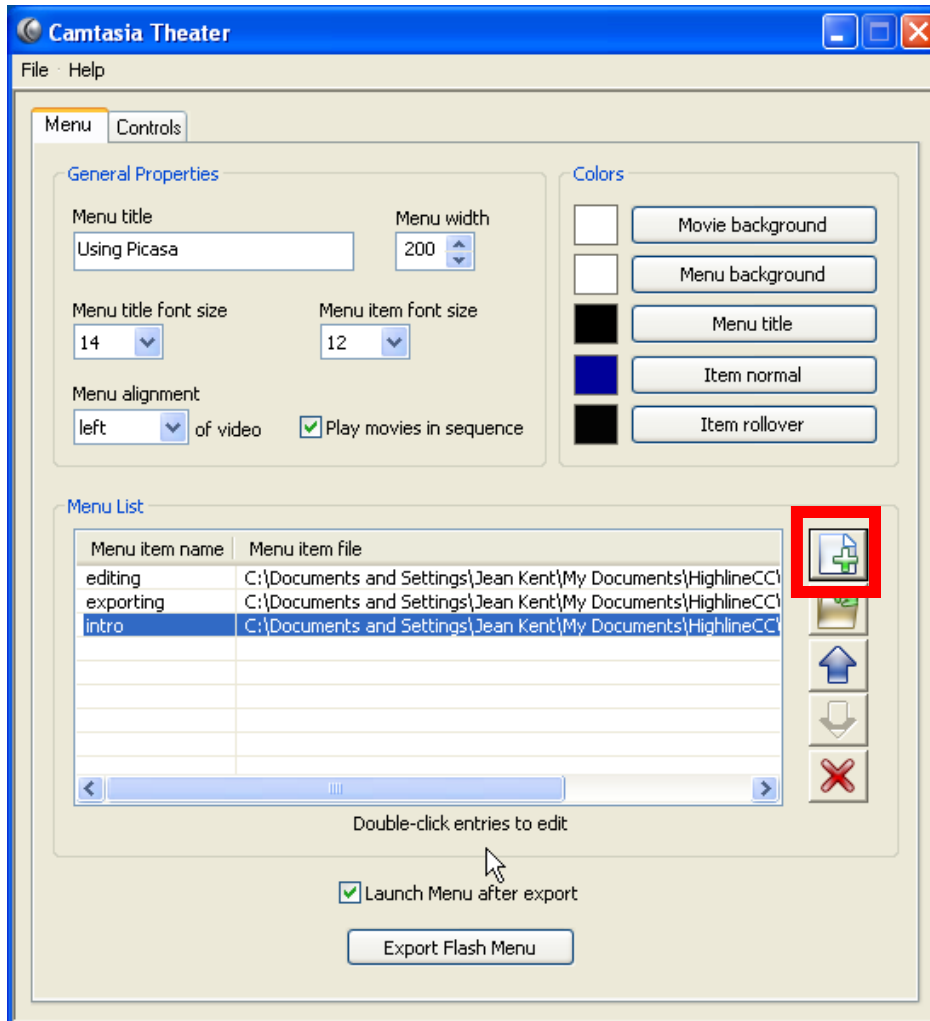 Camtasia Theater
File Help
Menu Controls
General Properties
Menu title
Menu width
Using Picasa
200
Menu title font size
Menu item font size
14
12
Menu alignment
left
of video
Play movies in sequence
Colors
Movie background
Menu background
Menu title
Item normal
Item rollover
Menu List
Menu item name Menu item file
editing C:\Documents and Settings\Jean Kent\My Documents\HighlineCC\
exporting C:\Documents and Settings\Jean Kent\My Documents\HighlineCC\
intro C:\Documents and Settings\Jean Kent\My Documents\HighlineCC\
Double-click entries to edit
Launch Menu after export
Export Flash Menu